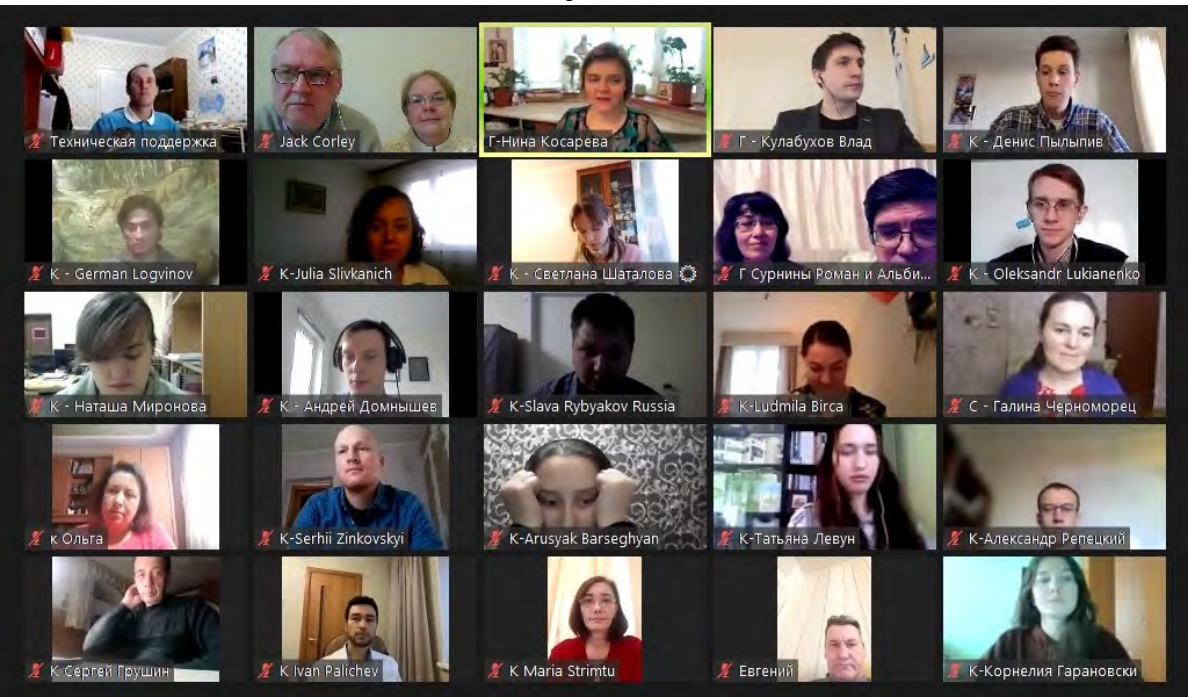 Техническая поддержка
Jack Corley
Г-Нина Косарева
Г - Кулабухов Влад
К - Денис Пылыпив
К - German Logvinov
K-Julia Slivkanich
К - Светлана Шаталова
Г Сурнины Роман и Альби...
K - Oleksandr Lukianenko
К - Наташа Миронова
К - Андрей Домнышев
K-Slava Rybyakov Russia
K-Ludmila Birca
С - Галина Черноморец
к Ольга
K-Serhii Zinkovskyi
K-Arusyak Barseghyan
К-Татьяна Левун
К-Александр Репецкий
К-Сергей Грушин
K Ivan Palichev
K Maria Strimtu
Евгений
К-Корнелия Гарановски